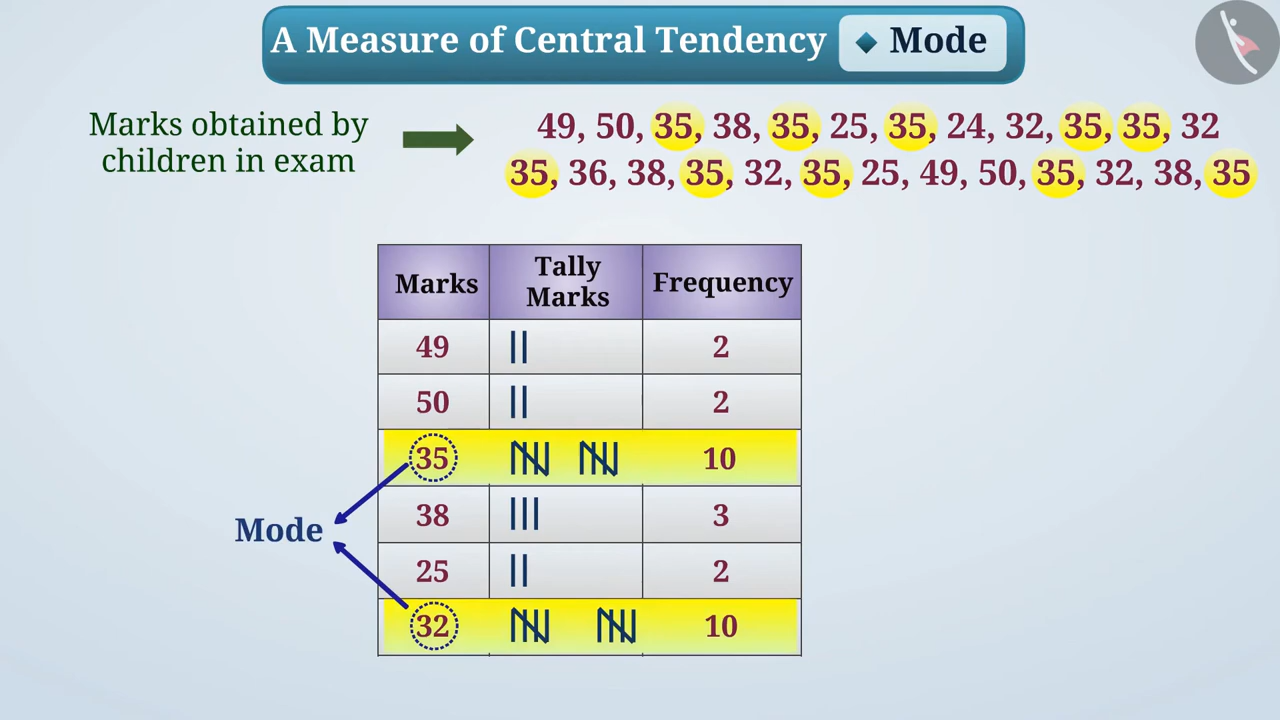 A Measure of Central Tendency ◆ Mode
Marks obtained by
children in exam
49, 50, 35, 38, 35, 25, 35, 24, 32, 35, 35, 32
35, 36, 38, 35, 32, 35, 25, 49, 50, 35, 32, 38, 35
Marks Tally Marks Frequency
49 || 2
50 || 2
35 𝍸 𝍸 10
38 ||| 3
25 || 2
32 𝍸 𝍸 10
Mode